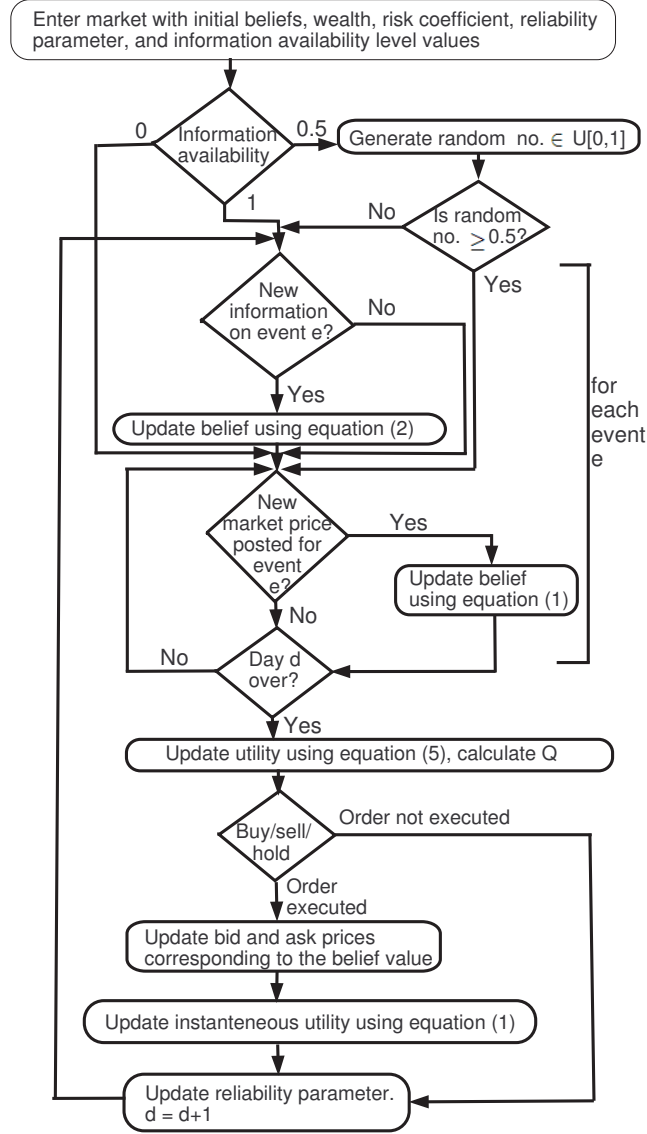 Enter market with initial beliefs, wealth, risk coefficient, reliability
parameter, and information availability level values
0
Information
availability
0.5
Generate random no. ∈ U[0,1]
1
No
Is random
no. ≥0.5?
Yes
New
information
on event e?
No
Yes
Update belief using equation (2)
for
each
event
e
New
market price
posted for
event
e?
Yes
Update belief
using equation (1)
No
No
Day d
over?
Yes
Update utility using equation (5), calculate Q
Buy/sell/
hold
Order not executed
Order
executed
Update bid and ask prices
corresponding to the belief value
Update instanteneous utility using equation (1)
Update reliability parameter.
d = d+1